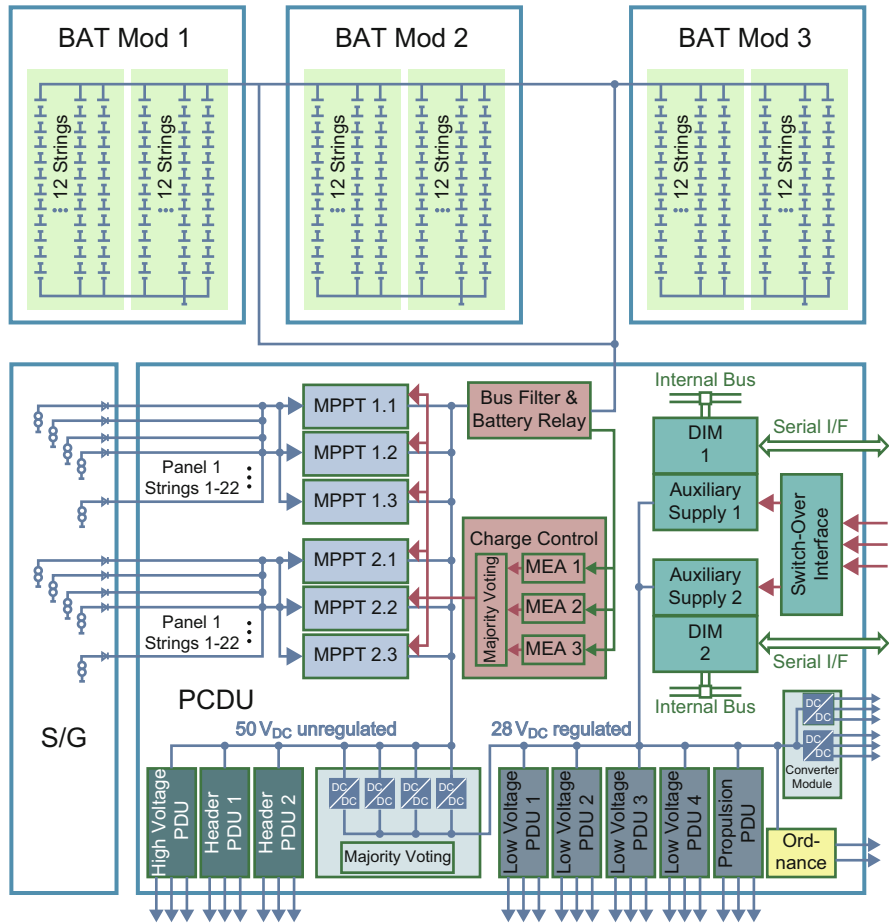 BAT Mod 1
BAT Mod 2
BAT Mod 3
12 Strings
12 Strings
12 Strings
12 Strings
12 Strings
12 Strings
S/G
PCDU
Panel 1
Strings 1-22
Panel 1
Strings 1-22
MPPT 1.1
MPPT 1.2
MPPT 1.3
MPPT 2.1
MPPT 2.2
MPPT 2.3
Bus Filter &
Battery Relay
Charge Control
Majority Voting
MEA 1
MEA 2
MEA 3
Internal Bus
DIM
1
Serial I/F
Auxiliary
Supply 1
Switch-Over
Interface
Auxiliary
Supply 2
DIM
2
Serial I/F
Internal Bus
50 VDC unregulated
28 VDC regulated
High Voltage
PDU
Header
PDU 1
Header
PDU 2
DC
DC
DC
DC
DC
DC
DC
DC
Majority Voting
Low Voltage
PDU 1
Low Voltage
PDU 2
Low Voltage
PDU 3
Low Voltage
PDU 4
Propulsion
PDU
DC
DC
DC
DC
Converter
Module
Ord-
nance